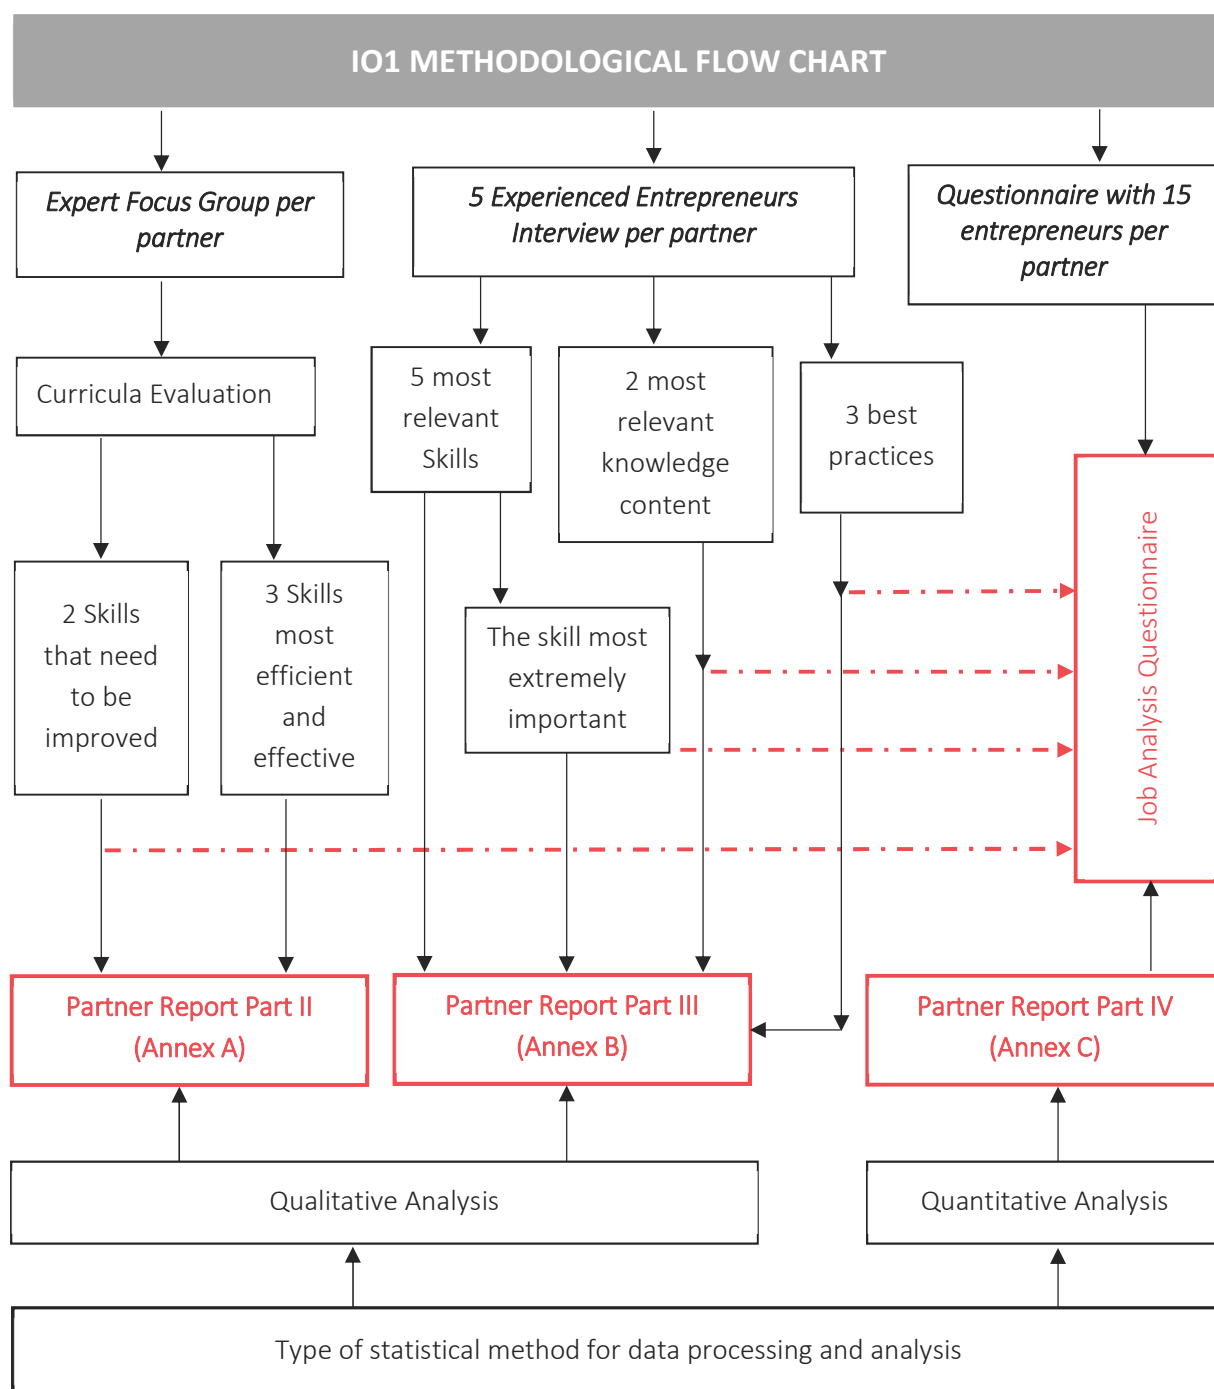 IO1 METHODOLOGICAL FLOW CHART
Expert Focus Group per
partner
5 Experienced Entrepreneurs
Interview per partner
Questionnaire with 15
entrepreneurs per
partner
Curricula Evaluation
5 most
relevant
Skills
2 most
relevant
knowledge
content
3 best
practices
2 Skills
that need
to be
improved
3 Skills
most
efficient
and
effective
The skill most
extremely
important
Job Analysis Questionnaire
Partner Report Part II
(Annex A)
Partner Report Part III
(Annex B)
Partner Report Part IV
(Annex C)
Qualitative Analysis
Quantitative Analysis
Type of statistical method for data processing and analysis